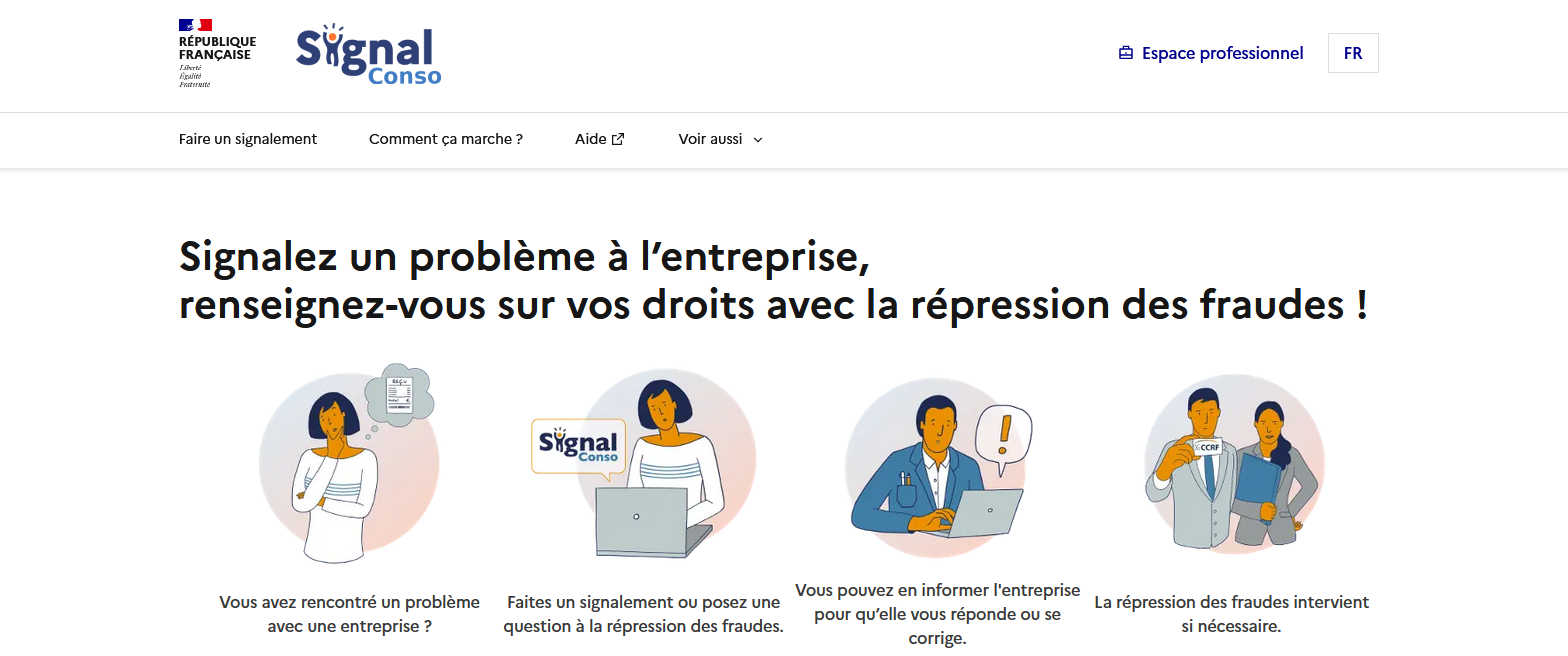 RÉPUBLIQUE
FRANÇAISE
Liberté
Égalité
Fraternité
Signal
Conso
Espace professionnel
FR
Faire un signalement
Comment ça marche ?
Aide
Voir aussi
Signalez un problème à l’entreprise,
renseignez-vous sur vos droits avec la répression des fraudes !
REÇU
Signal
Conso
!
CCRF
Vous avez rencontré un problème
avec une entreprise ?
Faites un signalement ou posez une
question à la répression des fraudes.
Vous pouvez en informer l'entreprise
pour qu’elle vous réponde ou se
corrige.
La répression des fraudes intervient
si nécessaire.